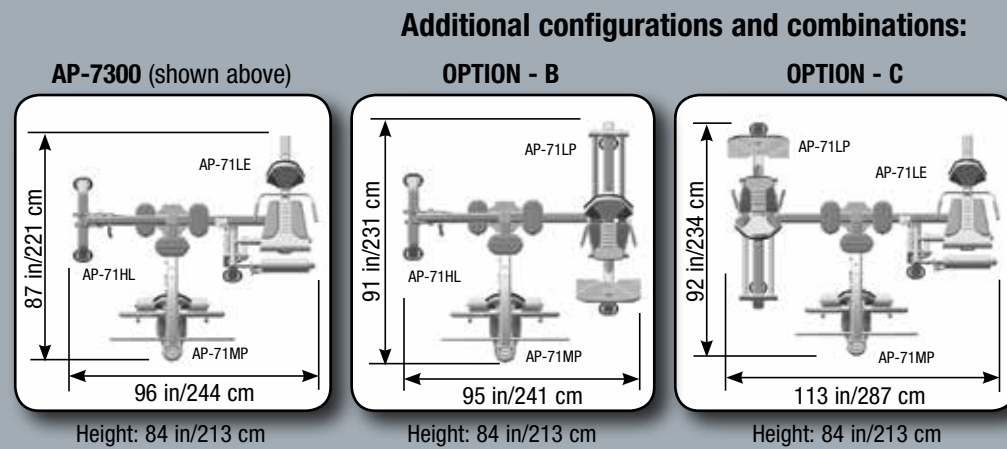 Additional configurations and combinations:
AP-7300 (shown above)
AP-71LE
87 in/221 cm
AP-71HL
AP-71MP
96 in/244 cm
Height: 84 in/213 cm
OPTION - B
AP-71LP
91 in/231 cm
AP-71HL
AP-71MP
95 in/241 cm
Height: 84 in/213 cm
OPTION - C
AP-71LP
AP-71LE
92 in/234 cm
AP-71MP
113 in/287 cm
Height: 84 in/213 cm